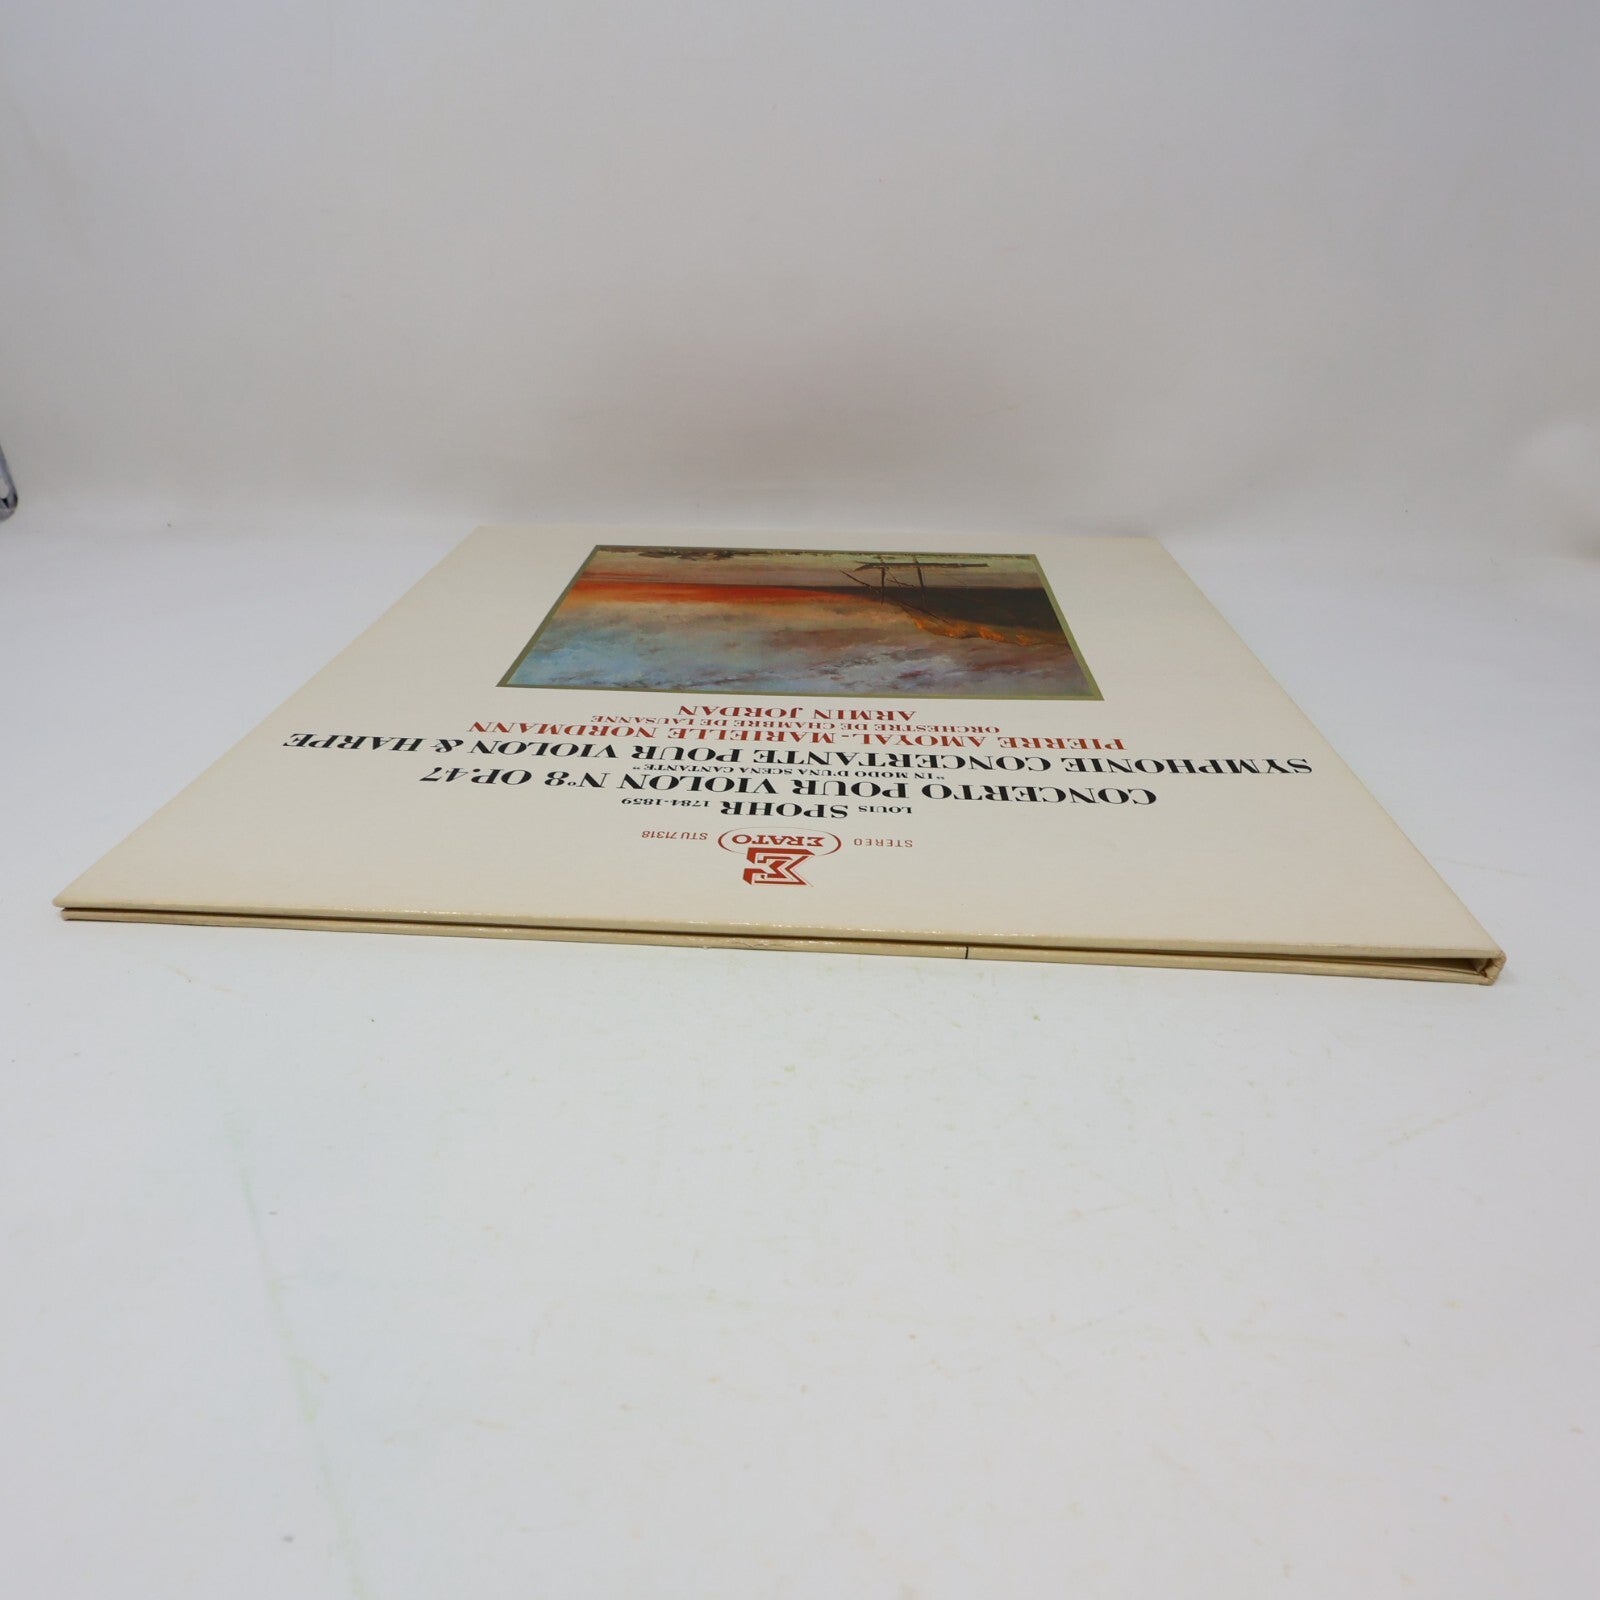 STEREO ERATO STU 71318
LOUIS SPOHR 1784-1859
CONCERTO POUR VIOLON N°8 OP.47
"IN MODO D'UNA SCENA CANTANTE"
SYMPHONIE CONCERTANTE POUR VIOLON & HARPE
PIERRE AMOYAL - MARIELLE NORDMANN
ORCHESTRE DE CHAMBRE DE LAUSANNE
ARMIN JORDAN